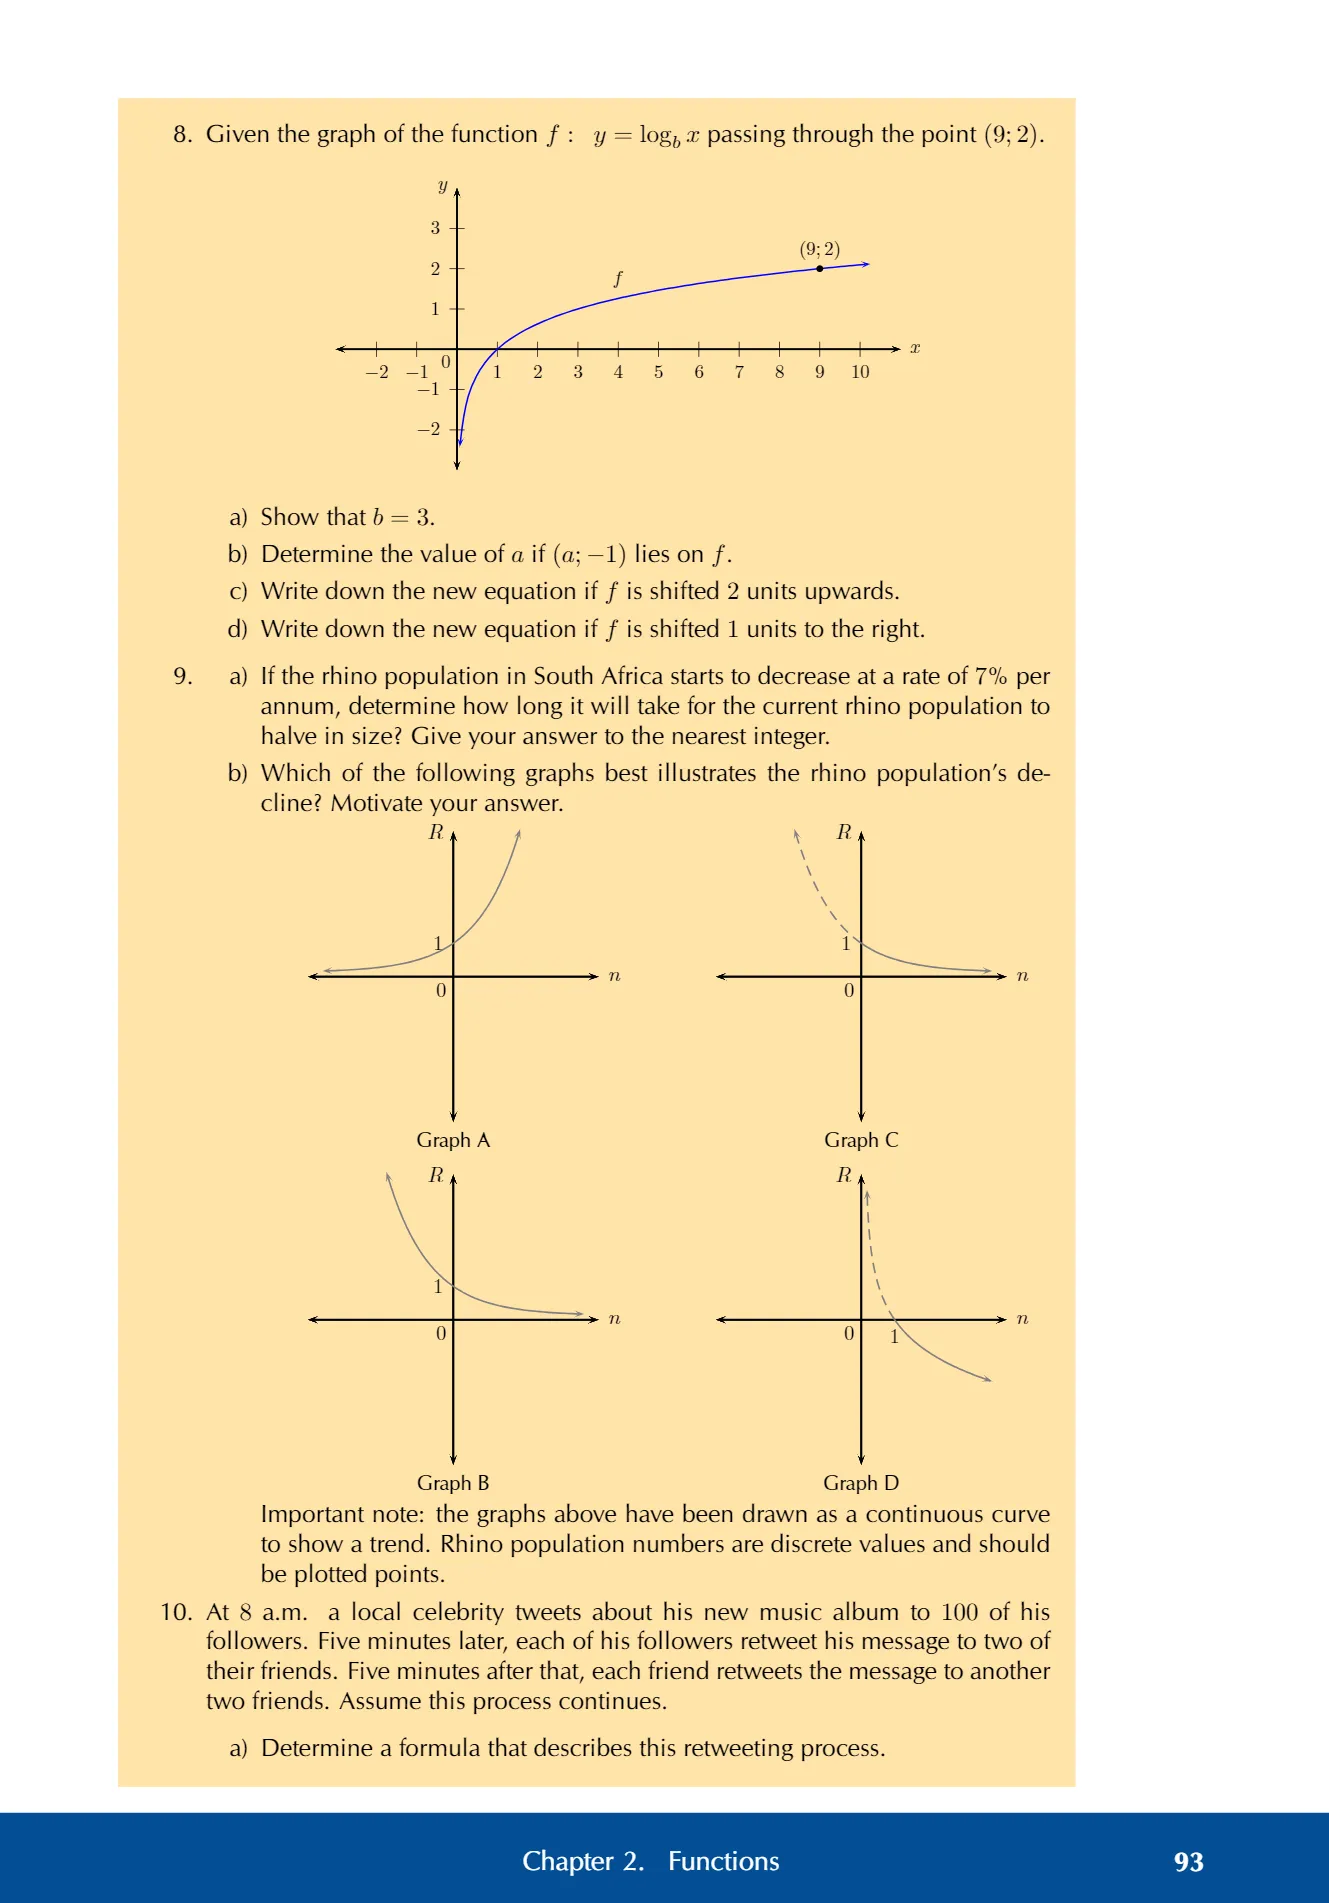 8. Given the graph of the function f : y = log_b x passing through the point (9; 2).
y
3
2
1
(9; 2)
f
x
0
−2 −1 1 2 3 4 5 6 7 8 9 10
−1
−2
a) Show that b = 3.
b) Determine the value of a if (a; −1) lies on f.
c) Write down the new equation if f is shifted 2 units upwards.
d) Write down the new equation if f is shifted 1 units to the right.
9. a) If the rhino population in South Africa starts to decrease at a rate of 7% per
annum, determine how long it will take for the current rhino population to
halve in size? Give your answer to the nearest integer.
b) Which of the following graphs best illustrates the rhino population's de-
cline? Motivate your answer.
R
1
0
n
Graph A
R
1
0
n
Graph C
R
1
0
n
Graph B
R
0
1
n
Graph D
Important note: the graphs above have been drawn as a continuous curve
to show a trend. Rhino population numbers are discrete values and should
be plotted points.
10. At 8 a.m. a local celebrity tweets about his new music album to 100 of his
followers. Five minutes later, each of his followers retweet his message to two of
their friends. Five minutes after that, each friend retweets the message to another
two friends. Assume this process continues.
a) Determine a formula that describes this retweeting process.
Chapter 2. Functions 93